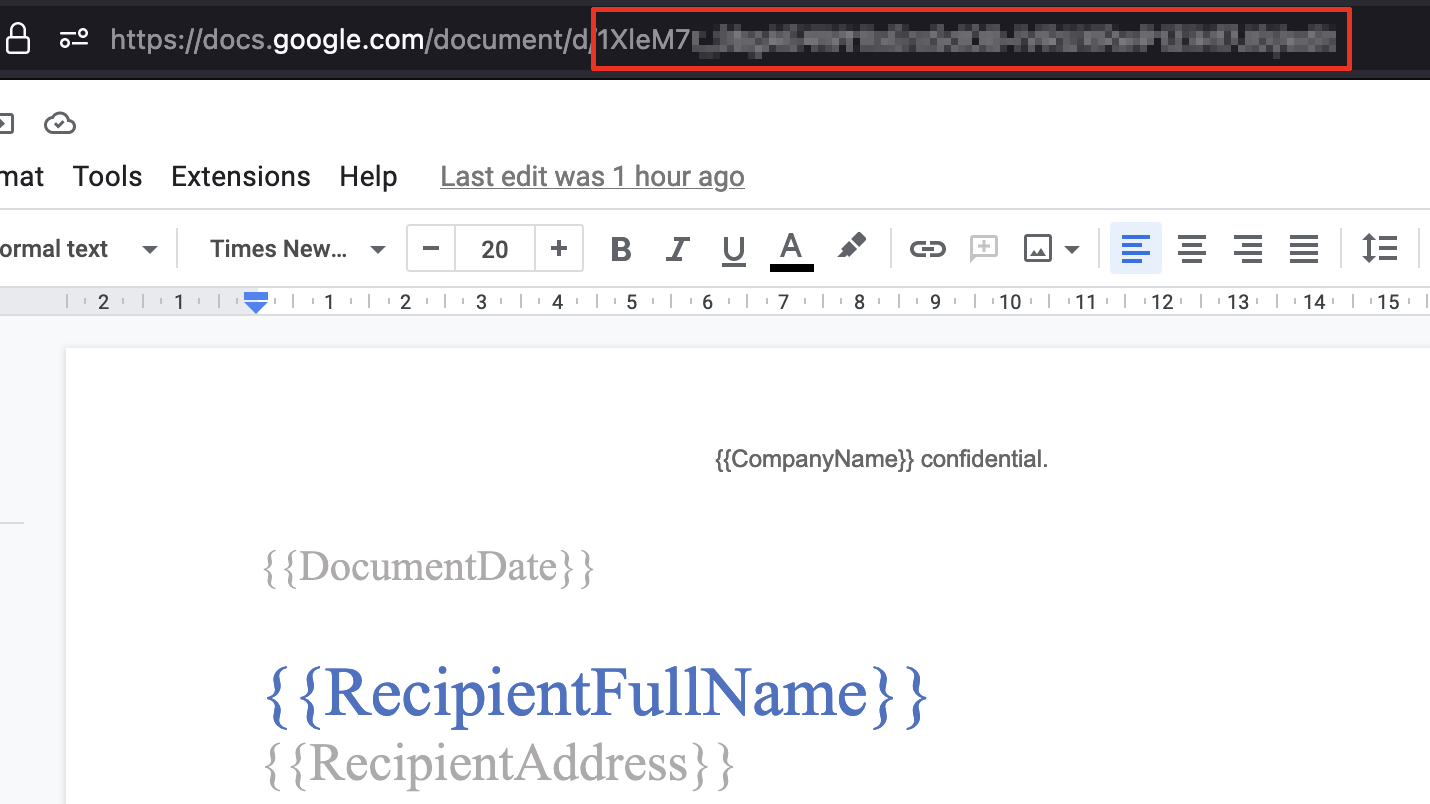 https://docs.google.com/document/d/1XleM7
mat Tools Extensions Help Last edit was 1 hour ago
ormal text Times New... − 20 + B I U A
2 1 1 2 3 4 5 6 7 8 9 10 11 12 13 14 15
{{CompanyName}} confidential.
{{DocumentDate}}
{{RecipientFullName}}
{{RecipientAddress}}